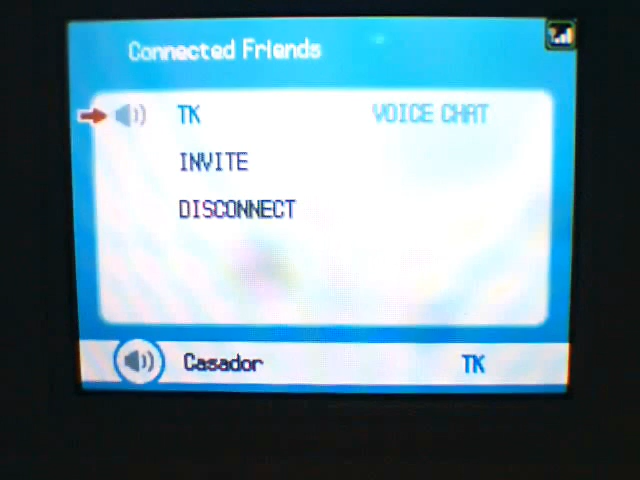 Connected Friends
TK VOICE CHAT
INVITE
DISCONNECT
Casador TK